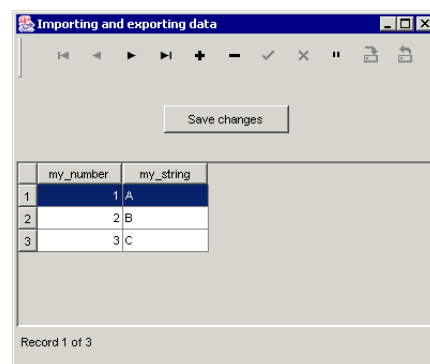 Importing and exporting data
Save changes
my_number my_string
1 1 A
2 2 B
3 3 C
Record 1 of 3